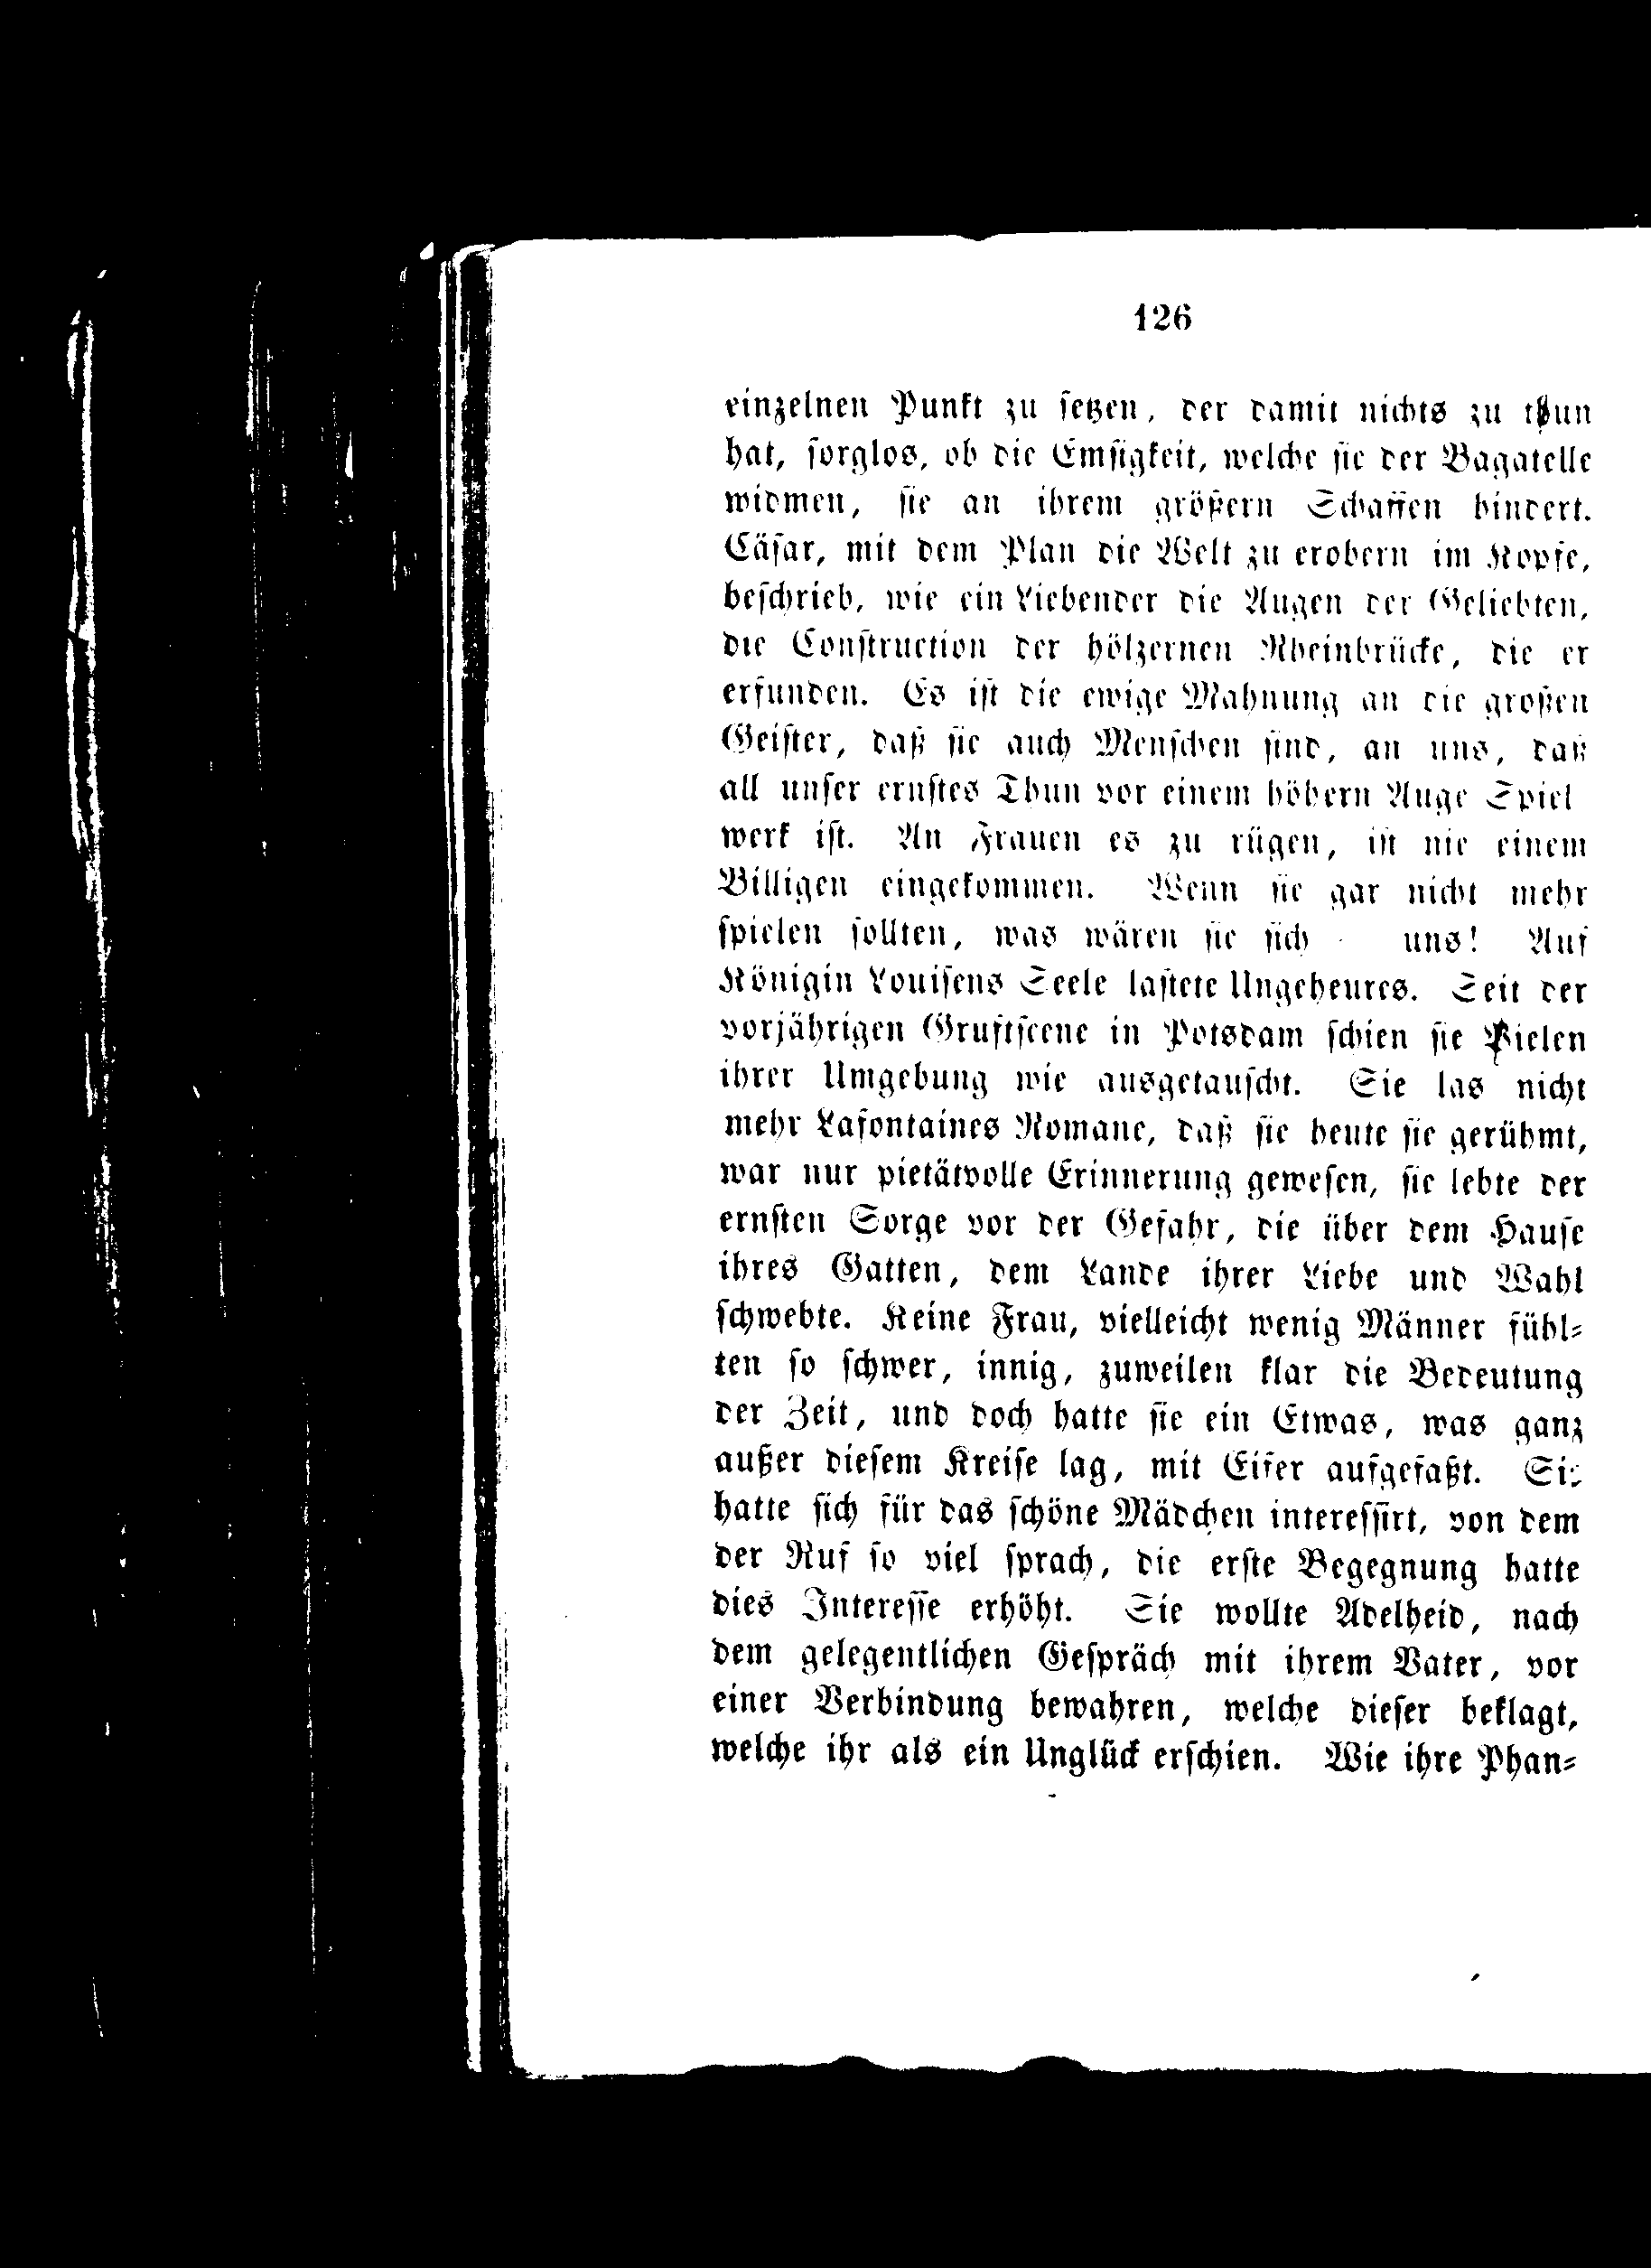 126
einzelnen Punkt zu ſetzen, der damit nichts zu thun
hat, ſorglos, ob die Emſigkeit, welche ſie der Bagatelle
widmen, ſie an ihrem größern Schaffen hindert.
Cäſar, mit dem Plan die Welt zu erobern im Kopfe,
beſchrieb, wie ein Liebender die Augen der Geliebten,
die Conſtruction der hölzernen Rheinbrücke, die er
erfunden. Es iſt die ewige Mahnung an die großen
Geiſter, daß ſie auch Menſchen ſind, an uns, daß
all unſer ernſtes Thun vor einem höhern Auge Spiel
werk iſt. An Frauen es zu rügen, iſt nie einem
Billigen eingekommen. Wenn ſie gar nicht mehr
ſpielen ſollten, was wären ſie ſich - uns! Auf
Königin Louiſens Seele laſtete Ungeheures. Seit der
vorjährigen Gruftſcene in Potsdam ſchien ſie Vielen
ihrer Umgebung wie ausgetauſcht. Sie las nicht
mehr Lafontaines Romane, daß ſie heute ſie gerühmt,
war nur pietätvolle Erinnerung geweſen, ſie lebte der
ernſten Sorge vor der Gefahr, die über dem Hauſe
ihres Gatten, dem Lande ihrer Liebe und Wahl
ſchwebte. Keine Frau, vielleicht wenig Männer fühl⸗
ten ſo ſchwer, innig, zuweilen klar die Bedeutung
der Zeit, und doch hatte ſie ein Etwas, was ganz
außer dieſem Kreiſe lag, mit Eifer aufgefaßt. Sie
hatte ſich für das ſchöne Mädchen intereſſirt, von dem
der Ruf ſo viel ſprach, die erſte Begegnung hatte
dies Intereſſe erhöht. Sie wollte Adelheid, nach
dem gelegentlichen Geſpräch mit ihrem Vater, vor
einer Verbindung bewahren, welche dieſer beklagt,
welche ihr als ein Unglück erſchien. Wie ihre Phan⸗